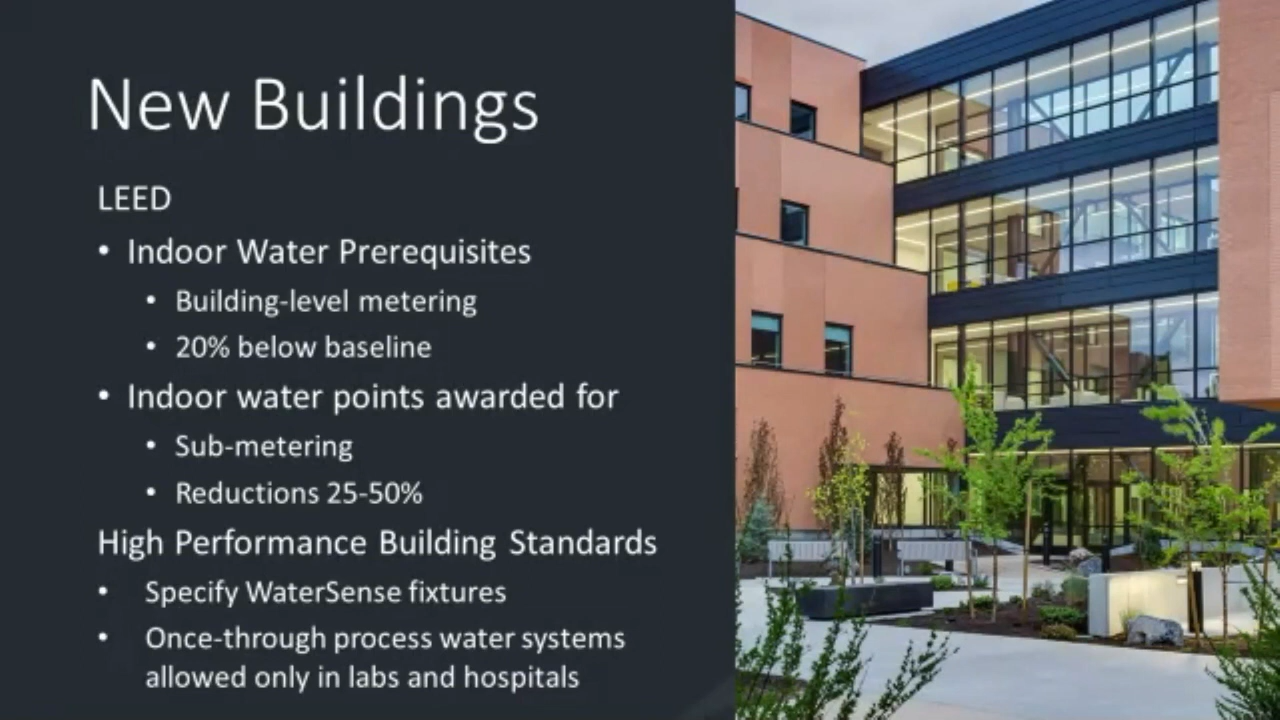 New Buildings
LEED
• Indoor Water Prerequisites
• Building-level metering
• 20% below baseline
• Indoor water points awarded for
• Sub-metering
• Reductions 25-50%
High Performance Building Standards
• Specify WaterSense fixtures
• Once-through process water systems
allowed only in labs and hospitals